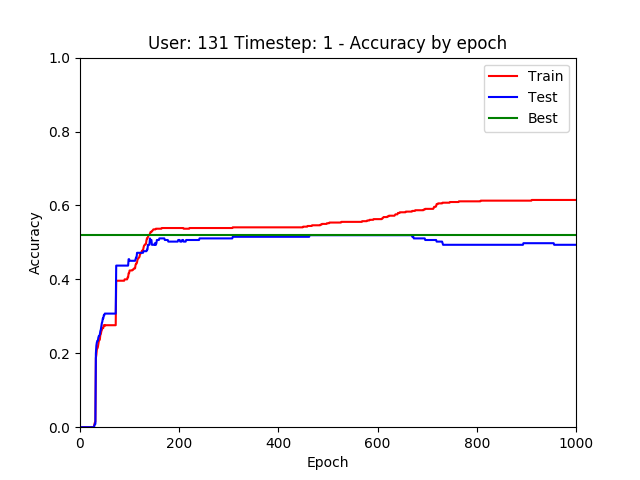 User: 131 Timestep: 1 - Accuracy by epoch
1.0
0.8
0.6
0.4
0.2
0.0
Accuracy
Train
Test
Best
0 200 400 600 800 1000
Epoch